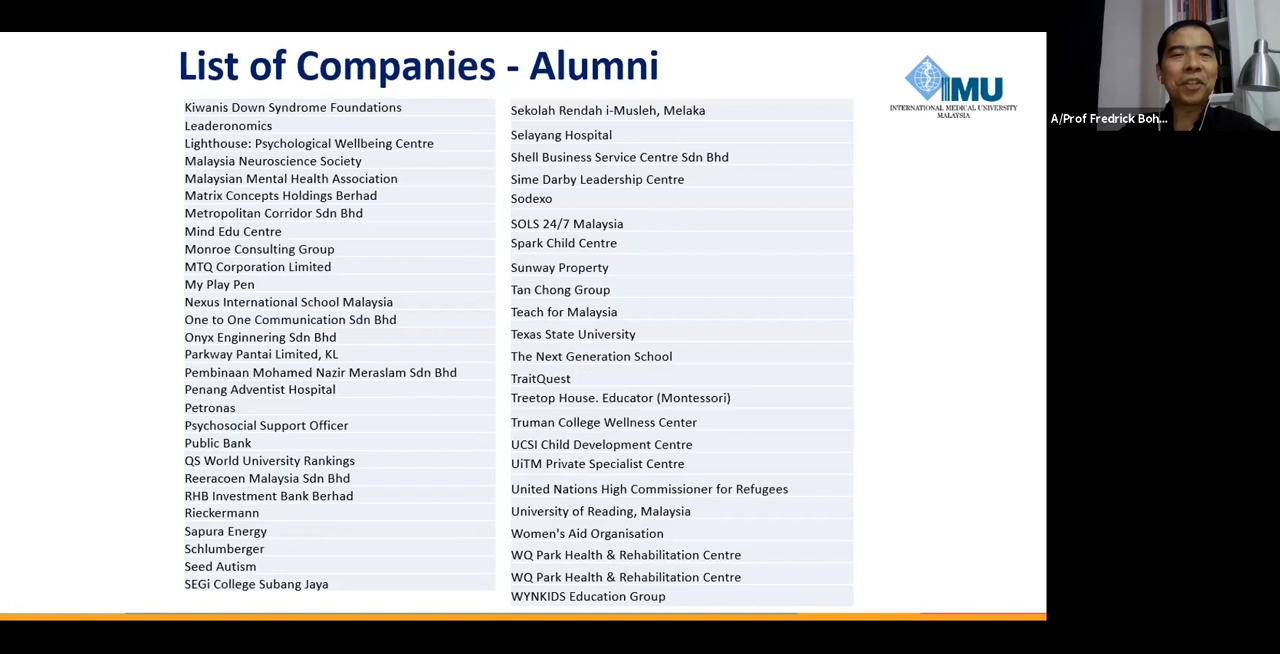 List of Companies - Alumni
IMU
INTERNATIONAL MEDICAL UNIVERSITY
MALAYSIA
A/Prof Fredrick Boh...
Kiwanis Down Syndrome Foundations
Leaderonomics
Lighthouse: Psychological Wellbeing Centre
Malaysia Neuroscience Society
Malaysian Mental Health Association
Matrix Concepts Holdings Berhad
Metropolitan Corridor Sdn Bhd
Mind Edu Centre
Monroe Consulting Group
MTQ Corporation Limited
My Play Pen
Nexus International School Malaysia
One to One Communication Sdn Bhd
Onyx Enginnering Sdn Bhd
Parkway Pantai Limited, KL
Pembinaan Mohamed Nazir Meraslam Sdn Bhd
Penang Adventist Hospital
Petronas
Psychosocial Support Officer
Public Bank
QS World University Rankings
Reeracoen Malaysia Sdn Bhd
RHB Investment Bank Berhad
Rieckermann
Sapura Energy
Schlumberger
Seed Autism
SEGi College Subang Jaya
Sekolah Rendah i-Musleh, Melaka
Selayang Hospital
Shell Business Service Centre Sdn Bhd
Sime Darby Leadership Centre
Sodexo
SOLS 24/7 Malaysia
Spark Child Centre
Sunway Property
Tan Chong Group
Teach for Malaysia
Texas State University
The Next Generation School
TraitQuest
Treetop House. Educator (Montessori)
Truman College Wellness Center
UCSI Child Development Centre
UiTM Private Specialist Centre
United Nations High Commissioner for Refugees
University of Reading, Malaysia
Women's Aid Organisation
WQ Park Health & Rehabilitation Centre
WQ Park Health & Rehabilitation Centre
WYNKIDS Education Group